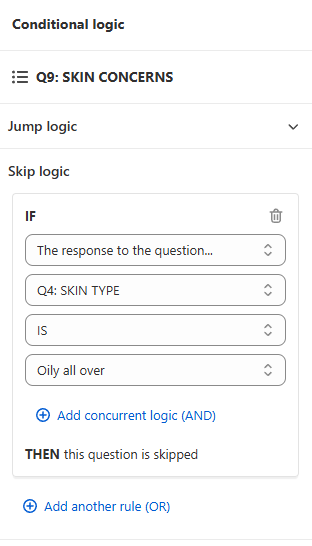 Conditional logic
Q9: SKIN CONCERNS
Jump logic
Skip logic
IF
The response to the question...
Q4: SKIN TYPE
IS
Oily all over
Add concurrent logic (AND)
THEN this question is skipped
Add another rule (OR)